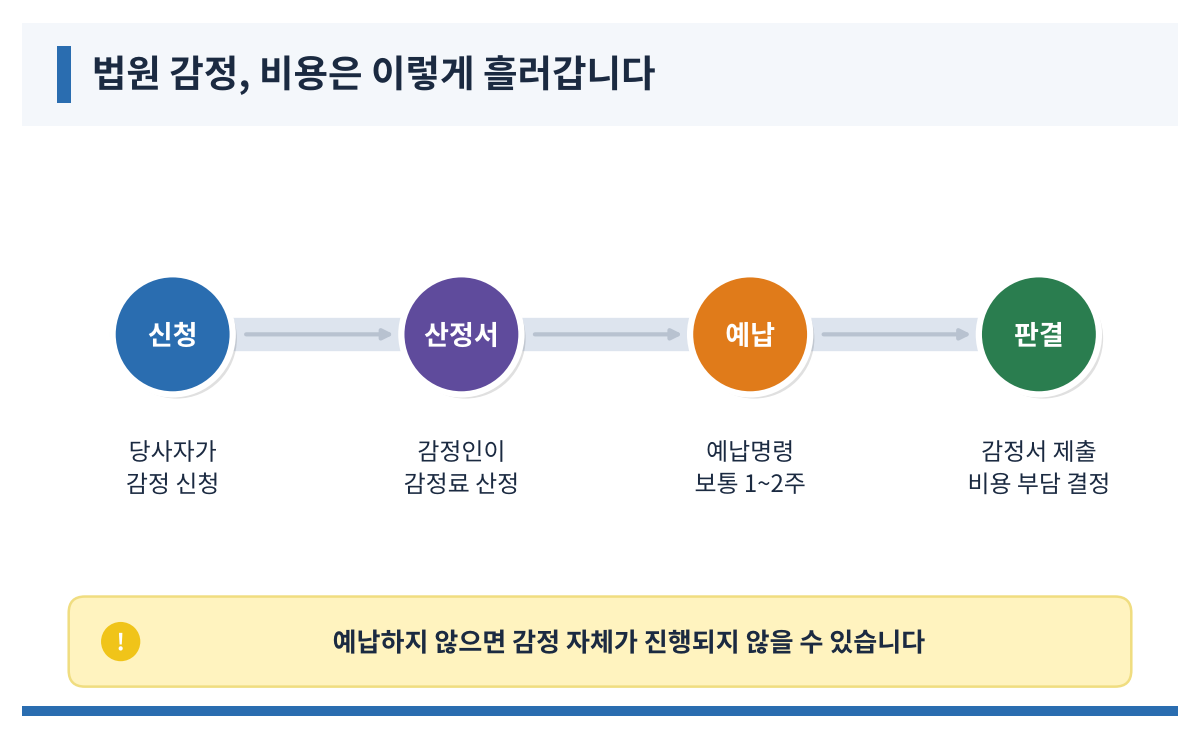 법원 감정, 비용은 이렇게 흘러갑니다
신청
산정서
예납
판결
당사자가
감정 신청
감정인이
감정료 산정
예납명령
보통 1~2주
감정서 제출
비용 부담 결정
!
예납하지 않으면 감정 자체가 진행되지 않을 수 있습니다